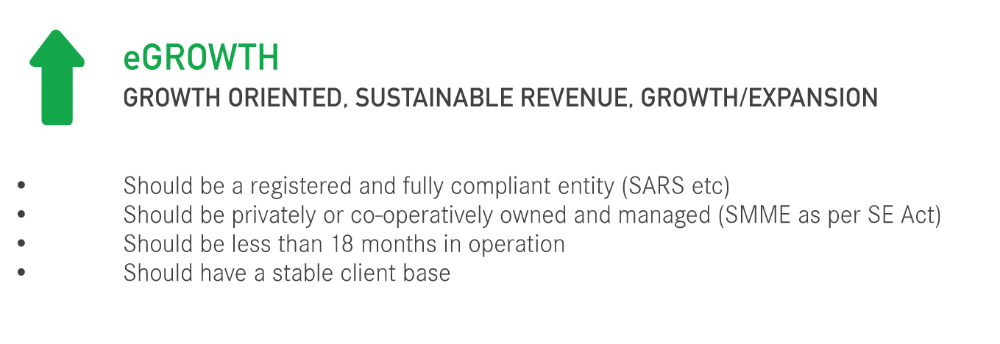 eGROWTH
GROWTH ORIENTED, SUSTAINABLE REVENUE, GROWTH/EXPANSION
• Should be a registered and fully compliant entity (SARS etc)
• Should be privately or co-operatively owned and managed (SMME as per SE Act)
• Should be less than 18 months in operation
• Should have a stable client base